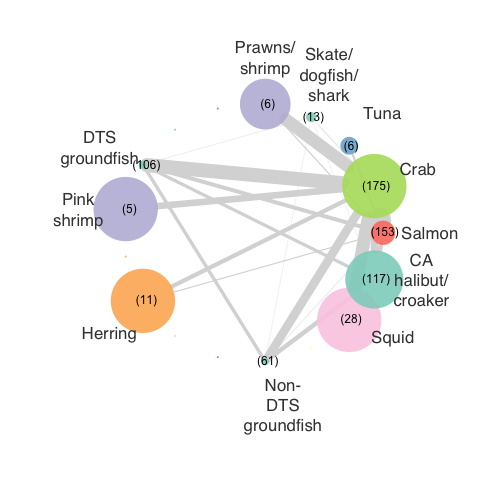 Prawns/
shrimp
(6)
Skate/
dogfish/
shark
(13)
Tuna
(6)
Crab
(175)
DTS
groundfish
(106)
Pink
shrimp
(5)
(153)
Salmon
CA
halibut/
croaker
(117)
Herring
(11)
(28)
Squid
(61)
Non-
DTS
groundfish